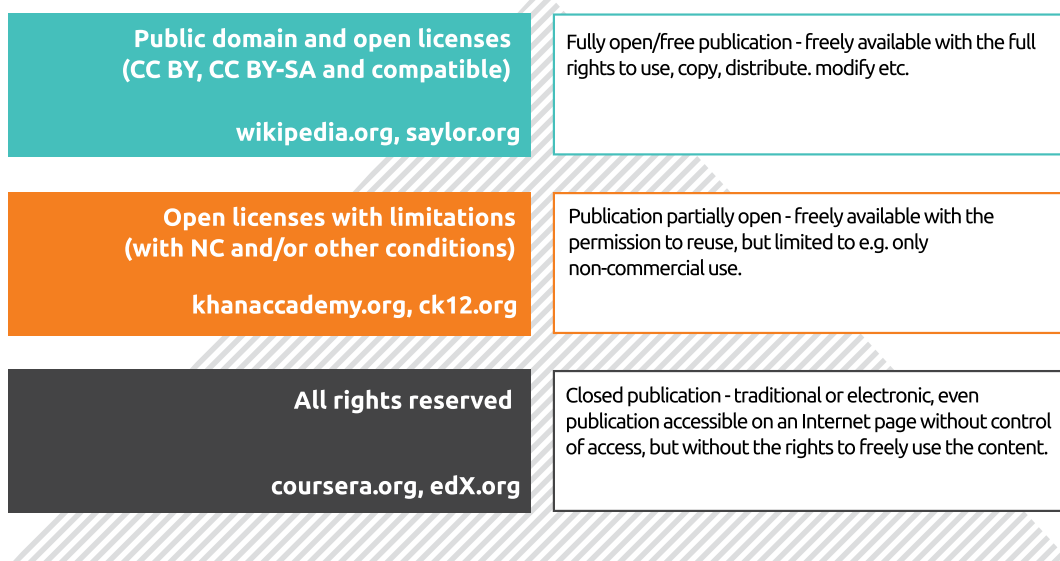 Public domain and open licenses
(CC BY, CC BY-SA and compatible)
wikipedia.org, saylor.org
Fully open/free publication - freely available with the full
rights to use, copy, distribute. modify etc.
Open licenses with limitations
(with NC and/or other conditions)
khanaccademy.org, ck12.org
Publication partially open - freely available with the
permission to reuse, but limited to e.g. only
non-commercial use.
All rights reserved
coursera.org, edX.org
Closed publication - traditional or electronic, even
publication accessible on an Internet page without control
of access, but without the rights to freely use the content.